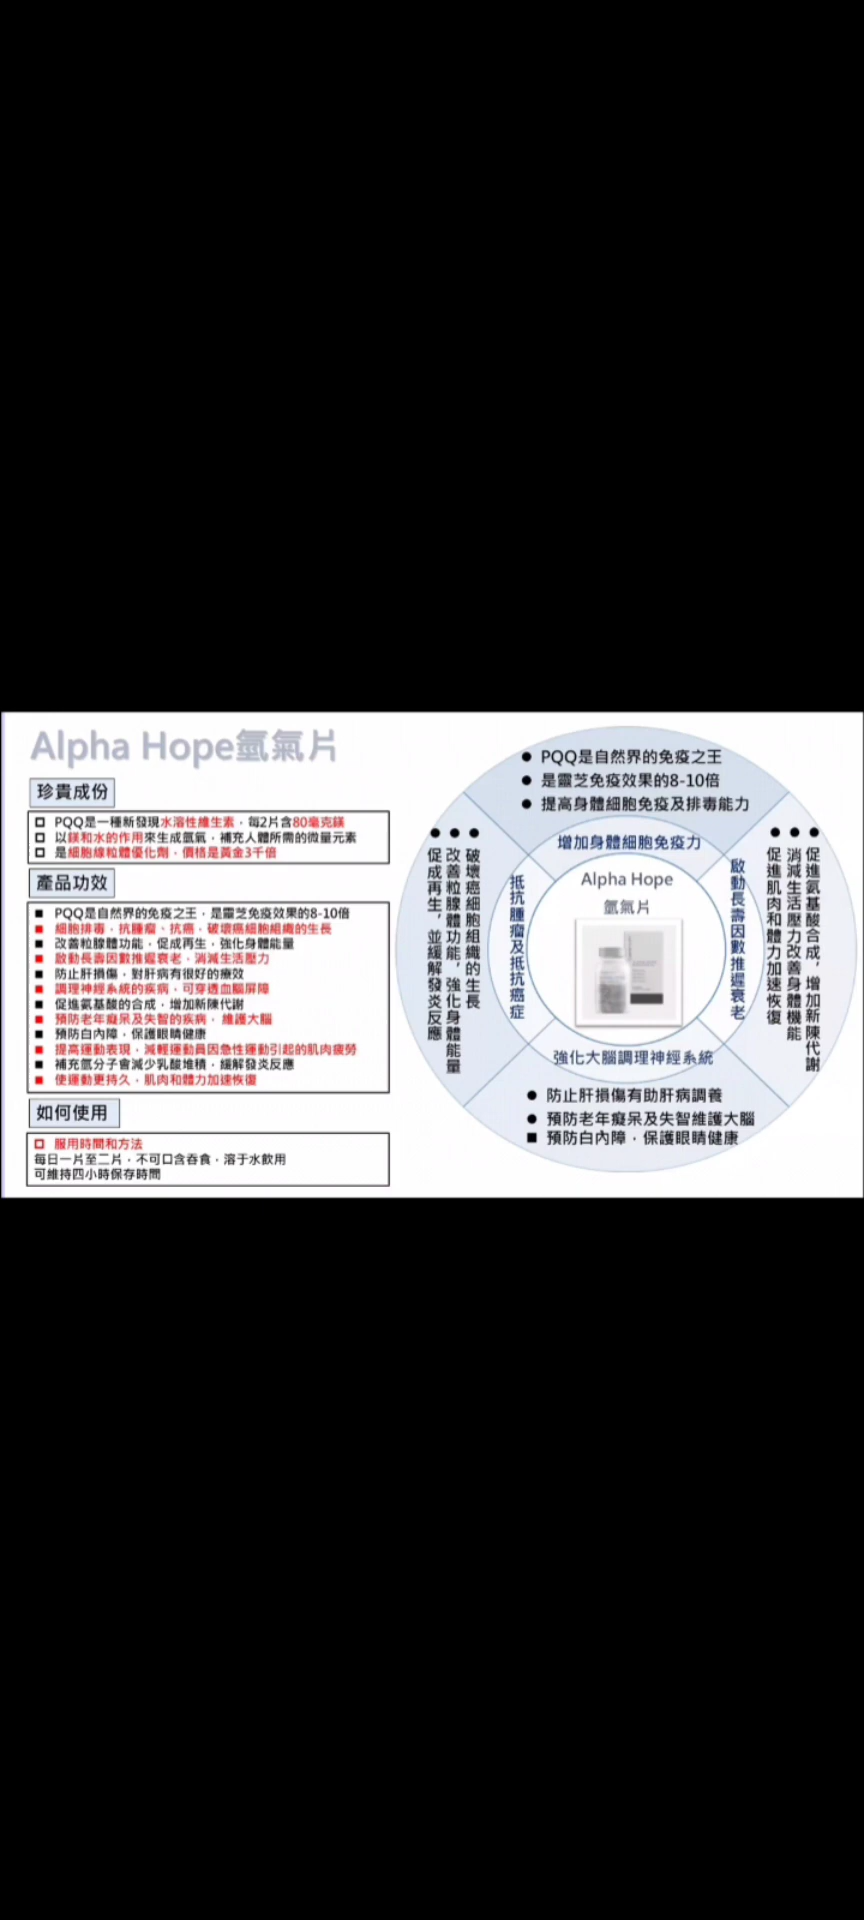 Alpha Hope氫氣片
珍貴成份
PQQ是一種新發現水溶性維生素，每2片含80毫克鎂
以鎂和水的作用來生成氫氣，補充人體所需的微量元素
是細胞線粒體優化劑，價格是黃金3千倍
產品功效
PQQ是自然界的免疫之王，是靈芝免疫效果的8-10倍
細胞排毒，抗腫瘤、抗癌，破壞癌細胞組織的生長
改善粒腺體功能，促成再生，強化身體能量
啟動長壽因數推遲衰老，消減生活壓力
防止肝損傷，對肝病有很好的療效
調理神經系統的疾病，可穿透血腦屏障
促進氨基酸的合成，增加新陳代謝
預防老年癡呆及失智的疾病，維護大腦
預防白內障，保護眼睛健康
提高運動表現，減輕運動員因急性運動引起的肌肉疲勞
補充氫分子會減少乳酸堆積，緩解發炎反應
使運動更持久，肌肉和體力加速恢復
如何使用
服用時間和方法
每日一片至二片，不可口含吞食，溶于水飲用
可維持四小時保存時間
PQQ是自然界的免疫之王
是靈芝免疫效果的8-10倍
提高身體細胞免疫及排毒能力
增加身體細胞免疫力
破壞癌細胞組織的生長
改善粒腺體功能，強化身體能量
促成再生，並緩解發炎反應
抵抗腫瘤及抵抗癌症
Alpha Hope
氫氣片
啟動長壽因數推遲衰老
促進氨基酸合成，增加新陳代謝
消減生活壓力改善身體機能
促進肌肉和體力加速恢復
強化大腦調理神經系統
防止肝損傷有助肝病調養
預防老年癡呆及失智維護大腦
預防白內障，保護眼睛健康